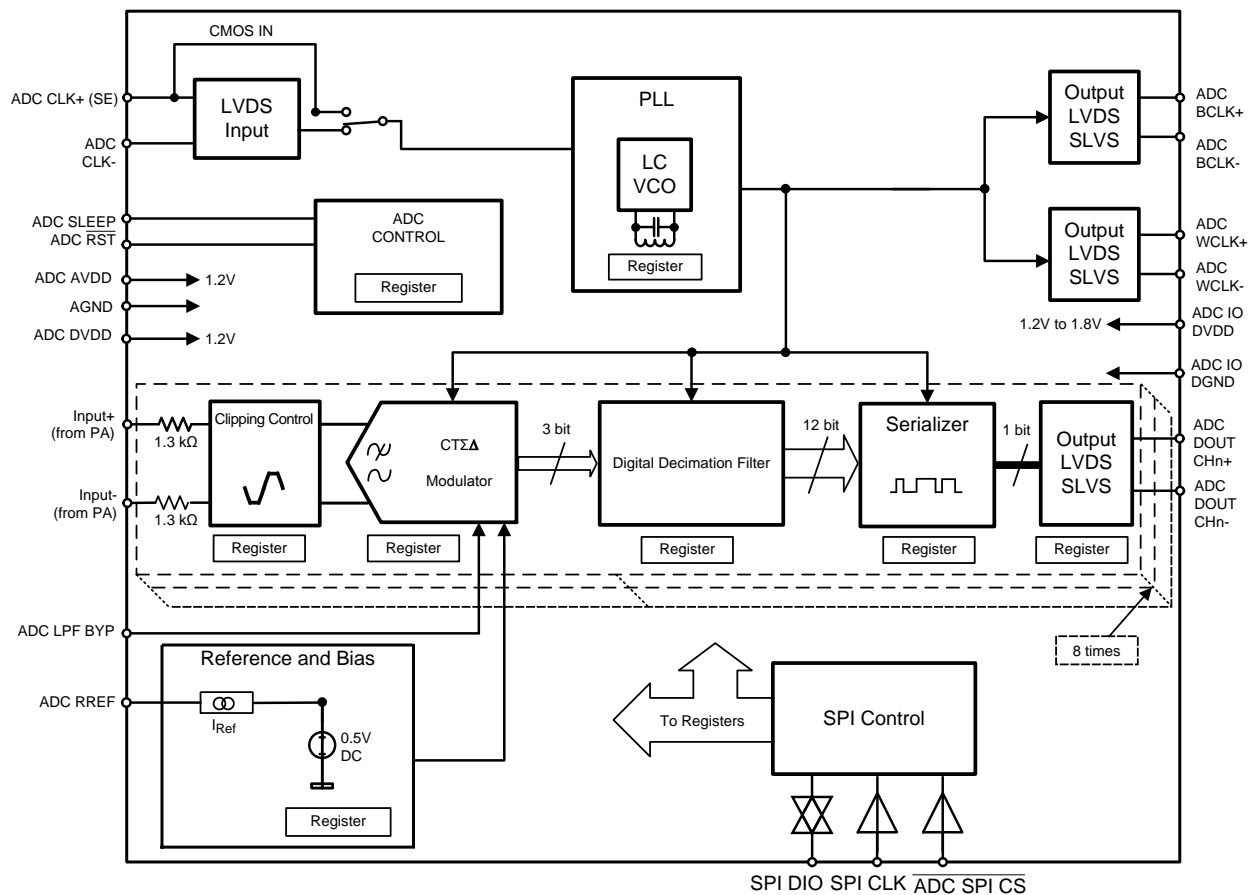 CMOS IN
ADC CLK+ (SE)
LVDS
Input
ADC
CLK-
PLL
LC
VCO
Register
Output
LVDS
SLVS
ADC
BCLK+
ADC
BCLK-
ADC SLEEP
ADC RST
ADC
CONTROL
Register
Output
LVDS
SLVS
ADC
WCLK+
ADC
WCLK-
ADC AVDD
1.2V
AGND
ADC DVDD
1.2V
1.2V to 1.8V
ADC IO
DVDD
ADC IO
DGND
Input+
(from PA)
1.3 kΩ
Input-
(from PA)
1.3 kΩ
Clipping Control
Register
CTΣΔ
Modulator
Register
3 bit
Digital Decimation Filter
Register
12 bit
Serializer
Register
1 bit
Output
LVDS
SLVS
Register
ADC
DOUT
CHn+
ADC
DOUT
CHn-
8 times
ADC LPF BYP
Reference and Bias
ADC RREF
IRef
0.5V
DC
Register
To Registers
SPI Control
SPI DIO
SPI CLK
ADC SPI CS